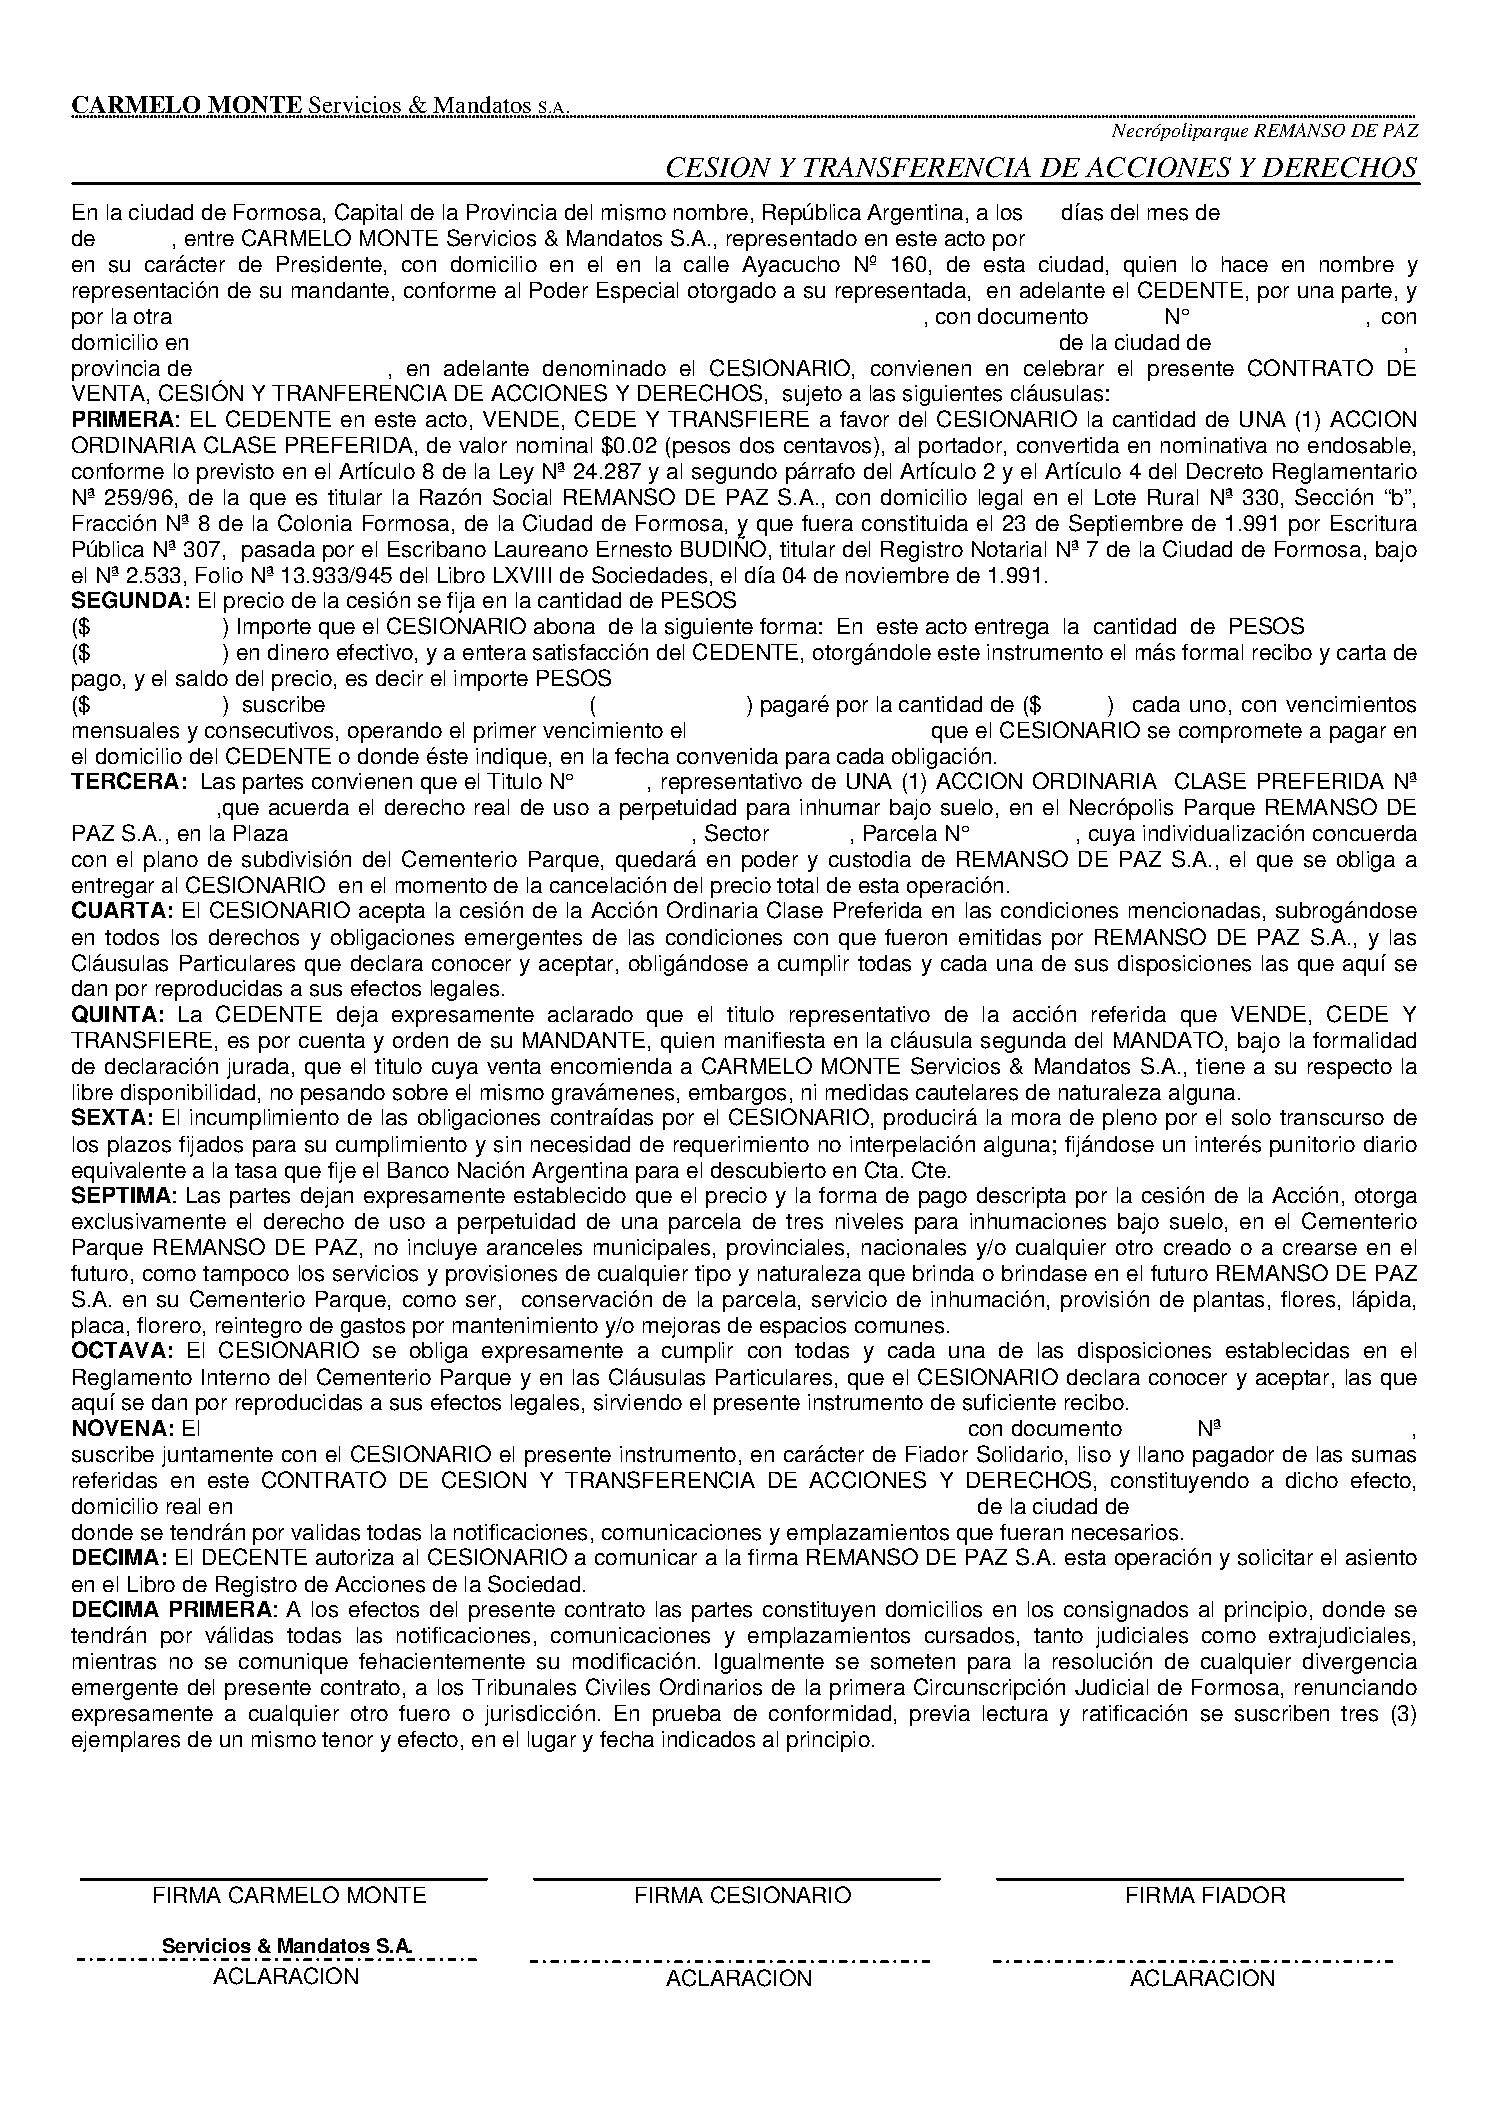 CARMELO MONTE Servicios & Mandatos S.A.
Necrópoliparque REMANSO DE PAZ
CESION Y TRANSFERENCIA DE ACCIONES Y DERECHOS
En la ciudad de Formosa, Capital de la Provincia del mismo nombre, República Argentina, a los días del mes de
de , entre CARMELO MONTE Servicios & Mandatos S.A., representado en este acto por
en su carácter de Presidente, con domicilio en el en la calle Ayacucho Nº 160, de esta ciudad, quien lo hace en nombre y
representación de su mandante, conforme al Poder Especial otorgado a su representada, en adelante el CEDENTE, por una parte, y
por la otra , con documento N° , con
domicilio en de la ciudad de ,
provincia de , en adelante denominado el CESIONARIO, convienen en celebrar el presente CONTRATO DE
VENTA, CESIÓN Y TRANFERENCIA DE ACCIONES Y DERECHOS, sujeto a las siguientes cláusulas:
PRIMERA: EL CEDENTE en este acto, VENDE, CEDE Y TRANSFIERE a favor del CESIONARIO la cantidad de UNA (1) ACCION
ORDINARIA CLASE PREFERIDA, de valor nominal $0.02 (pesos dos centavos), al portador, convertida en nominativa no endosable,
conforme lo previsto en el Artículo 8 de la Ley Nª 24.287 y al segundo párrafo del Artículo 2 y el Artículo 4 del Decreto Reglamentario
Nª 259/96, de la que es titular la Razón Social REMANSO DE PAZ S.A., con domicilio legal en el Lote Rural Nª 330, Sección “b”,
Fracción Nª 8 de la Colonia Formosa, de la Ciudad de Formosa, y que fuera constituida el 23 de Septiembre de 1.991 por Escritura
Pública Nª 307, pasada por el Escribano Laureano Ernesto BUDIÑO, titular del Registro Notarial Nª 7 de la Ciudad de Formosa, bajo
el Nª 2.533, Folio Nª 13.933/945 del Libro LXVIII de Sociedades, el día 04 de noviembre de 1.991.
SEGUNDA: El precio de la cesión se fija en la cantidad de PESOS
($ ) Importe que el CESIONARIO abona de la siguiente forma: En este acto entrega la cantidad de PESOS
($ ) en dinero efectivo, y a entera satisfacción del CEDENTE, otorgándole este instrumento el más formal recibo y carta de
pago, y el saldo del precio, es decir el importe PESOS
($ ) suscribe ( ) pagaré por la cantidad de ($ ) cada uno, con vencimientos
mensuales y consecutivos, operando el primer vencimiento el que el CESIONARIO se compromete a pagar en
el domicilio del CEDENTE o donde éste indique, en la fecha convenida para cada obligación.
TERCERA: Las partes convienen que el Titulo N° , representativo de UNA (1) ACCION ORDINARIA CLASE PREFERIDA Nª
,que acuerda el derecho real de uso a perpetuidad para inhumar bajo suelo, en el Necrópolis Parque REMANSO DE
PAZ S.A., en la Plaza , Sector , Parcela N° , cuya individualización concuerda
con el plano de subdivisión del Cementerio Parque, quedará en poder y custodia de REMANSO DE PAZ S.A., el que se obliga a
entregar al CESIONARIO en el momento de la cancelación del precio total de esta operación.
CUARTA: El CESIONARIO acepta la cesión de la Acción Ordinaria Clase Preferida en las condiciones mencionadas, subrogándose
en todos los derechos y obligaciones emergentes de las condiciones con que fueron emitidas por REMANSO DE PAZ S.A., y las
Cláusulas Particulares que declara conocer y aceptar, obligándose a cumplir todas y cada una de sus disposiciones las que aquí se
dan por reproducidas a sus efectos legales.
QUINTA: La CEDENTE deja expresamente aclarado que el titulo representativo de la acción referida que VENDE, CEDE Y
TRANSFIERE, es por cuenta y orden de su MANDANTE, quien manifiesta en la cláusula segunda del MANDATO, bajo la formalidad
de declaración jurada, que el titulo cuya venta encomienda a CARMELO MONTE Servicios & Mandatos S.A., tiene a su respecto la
libre disponibilidad, no pesando sobre el mismo gravámenes, embargos, ni medidas cautelares de naturaleza alguna.
SEXTA: El incumplimiento de las obligaciones contraídas por el CESIONARIO, producirá la mora de pleno por el solo transcurso de
los plazos fijados para su cumplimiento y sin necesidad de requerimiento no interpelación alguna; fijándose un interés punitorio diario
equivalente a la tasa que fije el Banco Nación Argentina para el descubierto en Cta. Cte.
SEPTIMA: Las partes dejan expresamente establecido que el precio y la forma de pago descripta por la cesión de la Acción, otorga
exclusivamente el derecho de uso a perpetuidad de una parcela de tres niveles para inhumaciones bajo suelo, en el Cementerio
Parque REMANSO DE PAZ, no incluye aranceles municipales, provinciales, nacionales y/o cualquier otro creado o a crearse en el
futuro, como tampoco los servicios y provisiones de cualquier tipo y naturaleza que brinda o brindase en el futuro REMANSO DE PAZ
S.A. en su Cementerio Parque, como ser, conservación de la parcela, servicio de inhumación, provisión de plantas, flores, lápida,
placa, florero, reintegro de gastos por mantenimiento y/o mejoras de espacios comunes.
OCTAVA: El CESIONARIO se obliga expresamente a cumplir con todas y cada una de las disposiciones establecidas en el
Reglamento Interno del Cementerio Parque y en las Cláusulas Particulares, que el CESIONARIO declara conocer y aceptar, las que
aquí se dan por reproducidas a sus efectos legales, sirviendo el presente instrumento de suficiente recibo.
NOVENA: El con documento Nª ,
suscribe juntamente con el CESIONARIO el presente instrumento, en carácter de Fiador Solidario, liso y llano pagador de las sumas
referidas en este CONTRATO DE CESION Y TRANSFERENCIA DE ACCIONES Y DERECHOS, constituyendo a dicho efecto,
domicilio real en de la ciudad de
donde se tendrán por validas todas la notificaciones, comunicaciones y emplazamientos que fueran necesarios.
DECIMA: El DECENTE autoriza al CESIONARIO a comunicar a la firma REMANSO DE PAZ S.A. esta operación y solicitar el asiento
en el Libro de Registro de Acciones de la Sociedad.
DECIMA PRIMERA: A los efectos del presente contrato las partes constituyen domicilios en los consignados al principio, donde se
tendrán por válidas todas las notificaciones, comunicaciones y emplazamientos cursados, tanto judiciales como extrajudiciales,
mientras no se comunique fehacientemente su modificación. Igualmente se someten para la resolución de cualquier divergencia
emergente del presente contrato, a los Tribunales Civiles Ordinarios de la primera Circunscripción Judicial de Formosa, renunciando
expresamente a cualquier otro fuero o jurisdicción. En prueba de conformidad, previa lectura y ratificación se suscriben tres (3)
ejemplares de un mismo tenor y efecto, en el lugar y fecha indicados al principio.
FIRMA CARMELO MONTE FIRMA CESIONARIO FIRMA FIADOR
Servicios & Mandatos S.A.
ACLARACION ACLARACION ACLARACION